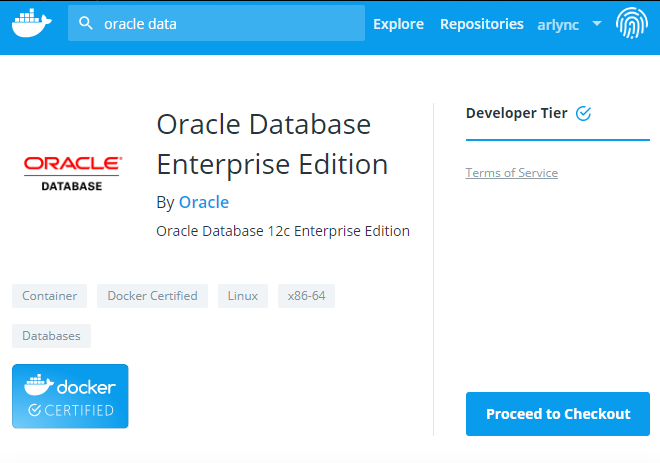 oracle data
Explore
Repositories
arlync
ORACLE
DATABASE
Oracle Database
Enterprise Edition
By Oracle
Oracle Database 12c Enterprise Edition
Container
Docker Certified
Linux
x86-64
Databases
docker
CERTIFIED
Developer Tier
Terms of Service
Proceed to Checkout